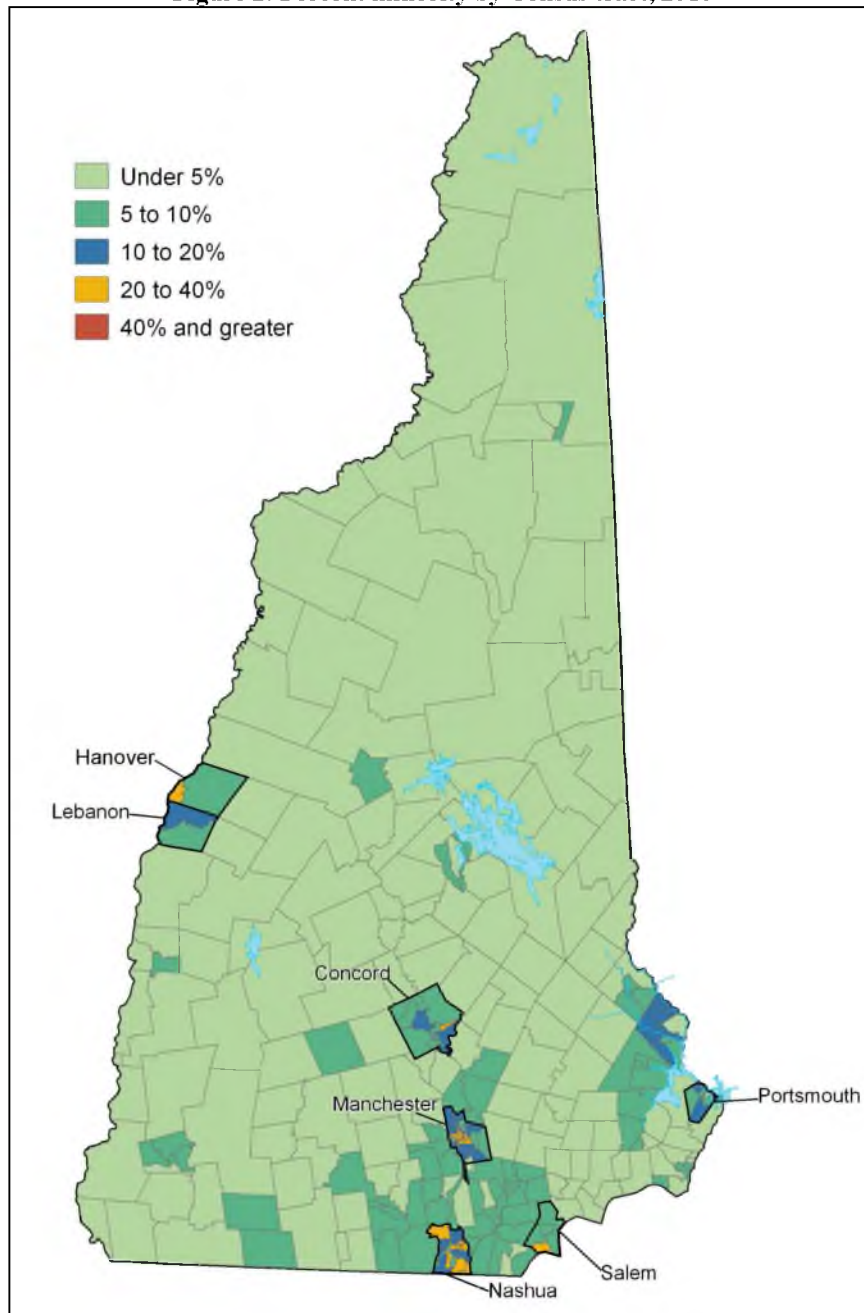 Under 5%
5 to 10%
10 to 20%
20 to 40%
40% and greater
Hanover
Lebanon
Concord
Manchester
Portsmouth
Salem
Nashua